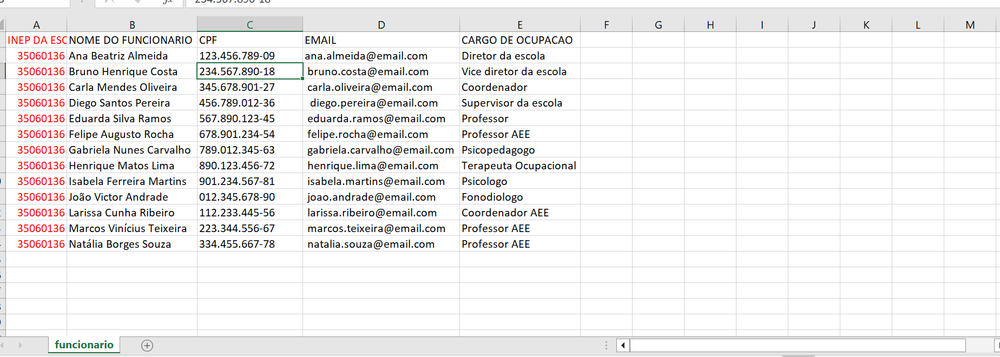 A B C D E F G H I J K L M
INEP DA ESC NOME DO FUNCIONARIO CPF EMAIL CARGO DE OCUPACAO
35060136 Ana Beatriz Almeida 123.456.789-09 ana.almeida@email.com Diretor da escola
35060136 Bruno Henrique Costa 234.567.890-18 bruno.costa@email.com Vice diretor da escola
35060136 Carla Mendes Oliveira 345.678.901-27 carla.oliveira@email.com Coordenador
35060136 Diego Santos Pereira 456.789.012-36 diego.pereira@email.com Supervisor da escola
35060136 Eduarda Silva Ramos 567.890.123-45 eduarda.ramos@email.com Professor
35060136 Felipe Augusto Rocha 678.901.234-54 felipe.rocha@email.com Professor AEE
35060136 Gabriela Nunes Carvalho 789.012.345-63 gabriela.carvalho@email.com Psicopedagogo
35060136 Henrique Matos Lima 890.123.456-72 henrique.lima@email.com Terapeuta Ocupacional
35060136 Isabela Ferreira Martins 901.234.567-81 isabela.martins@email.com Psicologo
35060136 João Victor Andrade 012.345.678-90 joao.andrade@email.com Fonodiologo
35060136 Larissa Cunha Ribeiro 112.233.445-56 larissa.ribeiro@email.com Coordenador AEE
35060136 Marcos Vinícius Teixeira 223.344.556-67 marcos.teixeira@email.com Professor AEE
35060136 Natália Borges Souza 334.455.667-78 natalia.souza@email.com Professor AEE
funcionario